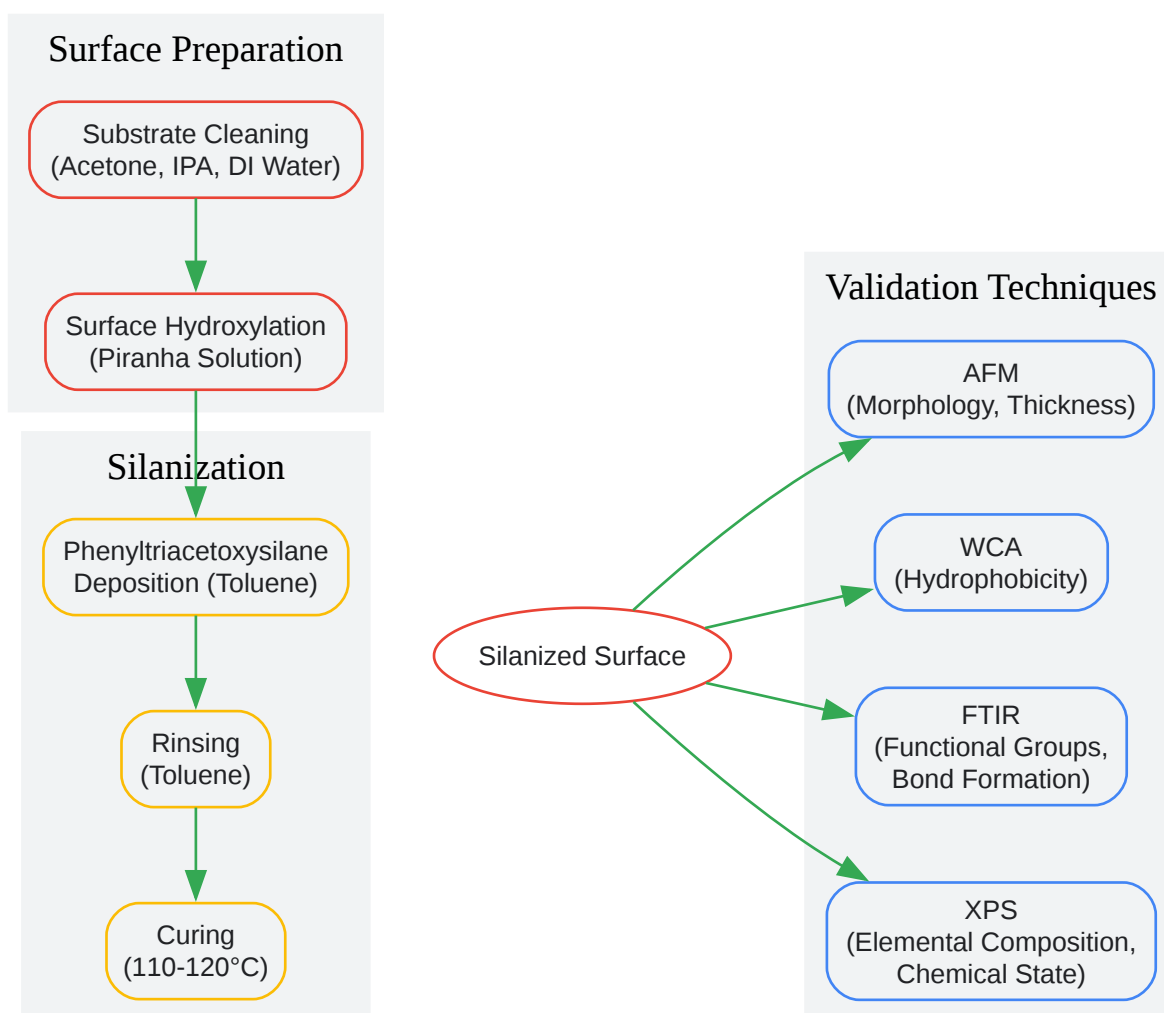 Surface Preparation
Substrate Cleaning
(Acetone, IPA, DI Water)
Surface Hydroxylation
(Piranha Solution)
Silanization
Phenyltriacetoxysilane
Deposition (Toluene)
Rinsing
(Toluene)
Curing
(110-120°C)
Silanized Surface
Validation Techniques
AFM
(Morphology, Thickness)
WCA
(Hydrophobicity)
FTIR
(Functional Groups,
Bond Formation)
XPS
(Elemental Composition,
Chemical State)